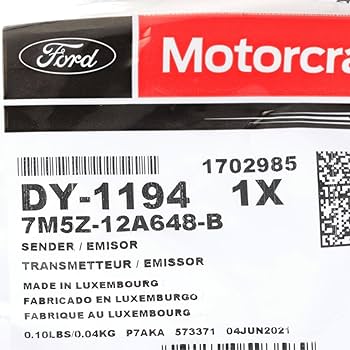 Ford
Motorcra
1702985
DY-1194 1X
7M5Z-12A648-B
SENDER / EMISOR
TRANSMETTEUR / EMISSOR
MADE IN LUXEMBOURG
FABRICADO EN LUXEMBURGO
FABRIQUE AU LUXEMBOURG
0.10LBS/0.04KG P7AKA 573371 04JUN2021